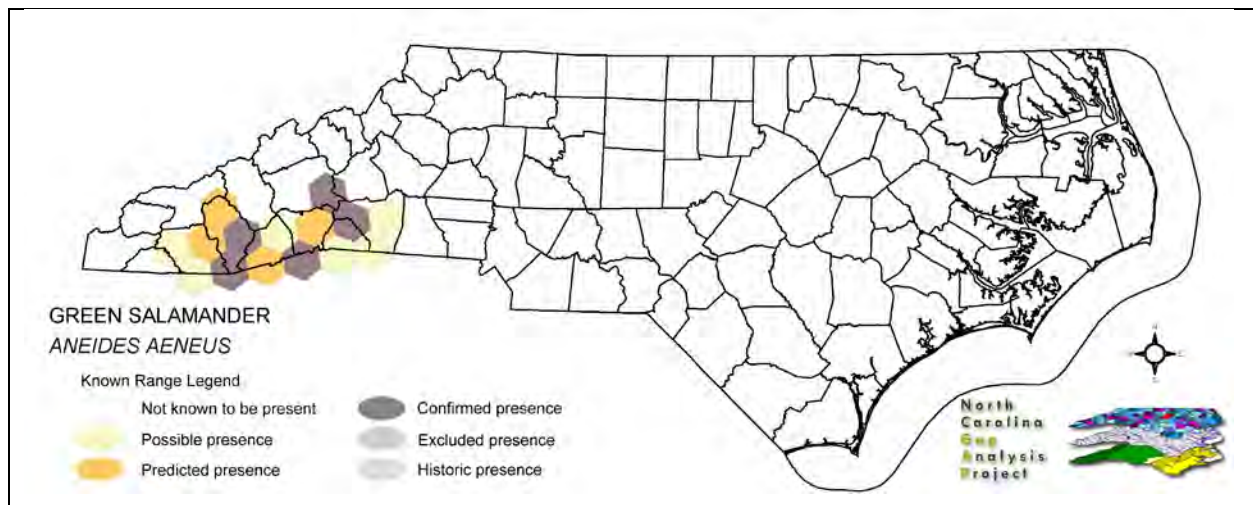 GREEN SALAMANDER
ANEIDES AENEUS
Known Range Legend
Not known to be present
Possible presence
Predicted presence
Confirmed presence
Excluded presence
Historic presence
North
Carolina
Gap
Analysis
Project